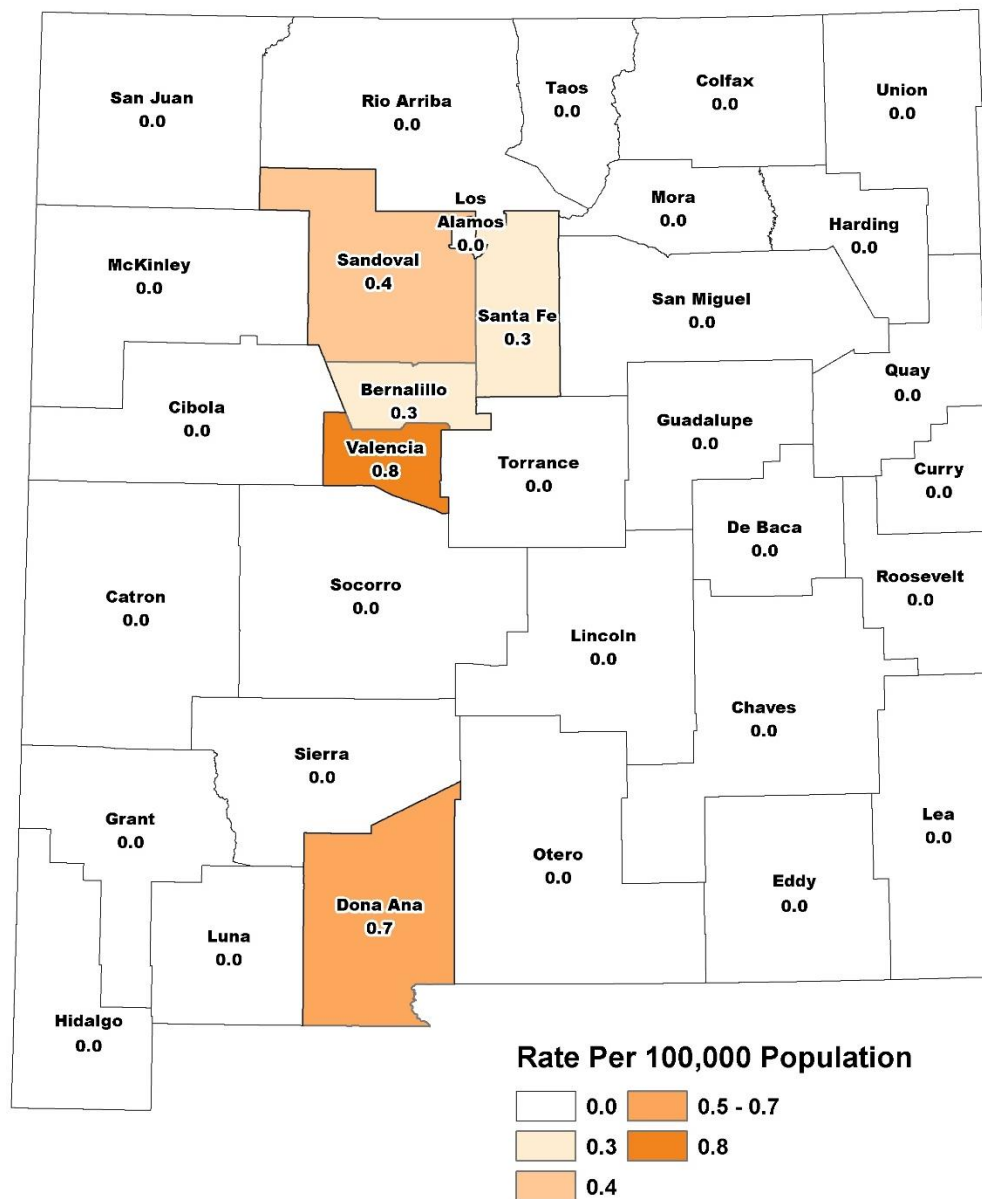 San Juan
0.0
Rio Arriba
0.0
Taos
0.0
Colfax
0.0
Union
0.0
Los
Alamos
0.0
Mora
0.0
Harding
0.0
McKinley
0.0
Sandoval
0.4
Santa Fe
0.3
San Miguel
0.0
Quay
0.0
Cibola
0.0
Bernalillo
0.3
Guadalupe
0.0
Valencia
0.8
Torrance
0.0
Curry
0.0
De Baca
0.0
Roosevelt
0.0
Catron
0.0
Socorro
0.0
Lincoln
0.0
Chaves
0.0
Sierra
0.0
Grant
0.0
Lea
0.0
Otero
0.0
Eddy
0.0
Dona Ana
0.7
Luna
0.0
Hidalgo
0.0
Rate Per 100,000 Population
0.0
0.3
0.4
0.5 - 0.7
0.8